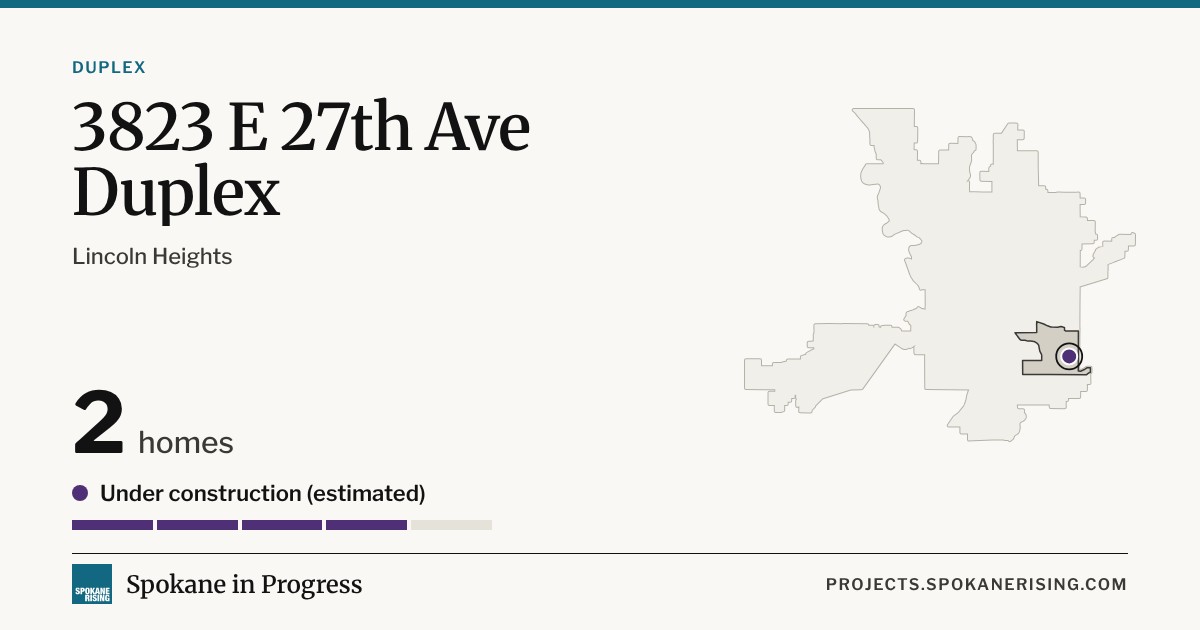 DUPLEX
3823 E 27th Ave
Duplex
Lincoln Heights
2 homes
Under construction (estimated)
SPOKANE
RISING
Spokane in Progress
PROJECTS.SPOKANERISING.COM